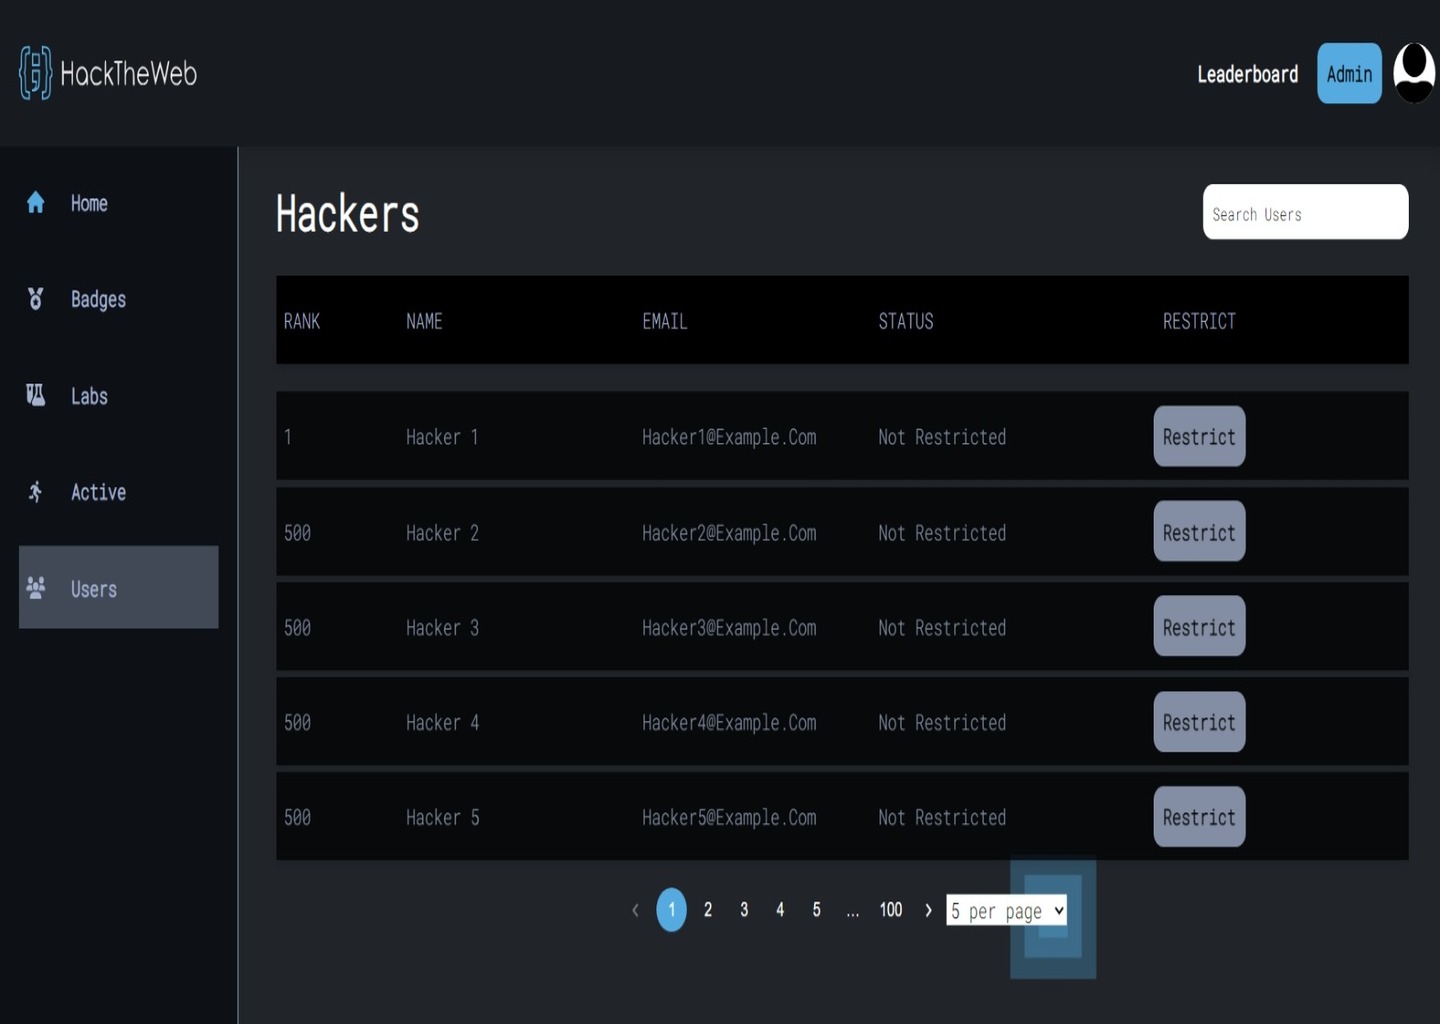 HackTheWeb
Leaderboard Admin
Home
Badges
Labs
Active
Users
Hackers
Search Users
RANK NAME EMAIL STATUS RESTRICT
1 Hacker 1 Hacker1@Example.Com Not Restricted Restrict
500 Hacker 2 Hacker2@Example.Com Not Restricted Restrict
500 Hacker 3 Hacker3@Example.Com Not Restricted Restrict
500 Hacker 4 Hacker4@Example.Com Not Restricted Restrict
500 Hacker 5 Hacker5@Example.Com Not Restricted Restrict
‹ 1 2 3 4 5 ... 100 › 5 per page